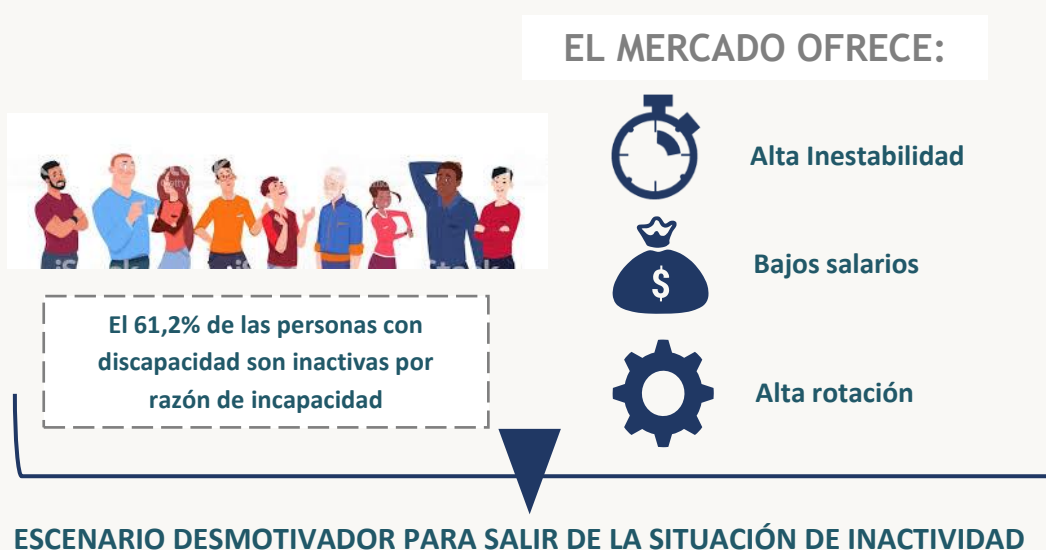 EL MERCADO OFRECE:
Alta Inestabilidad
Bajos salarios
$
Alta rotación
El 61,2% de las personas con
discapacidad son inactivas por
razón de incapacidad
ESCENARIO DESMOTIVADOR PARA SALIR DE LA SITUACIÓN DE INACTIVIDAD